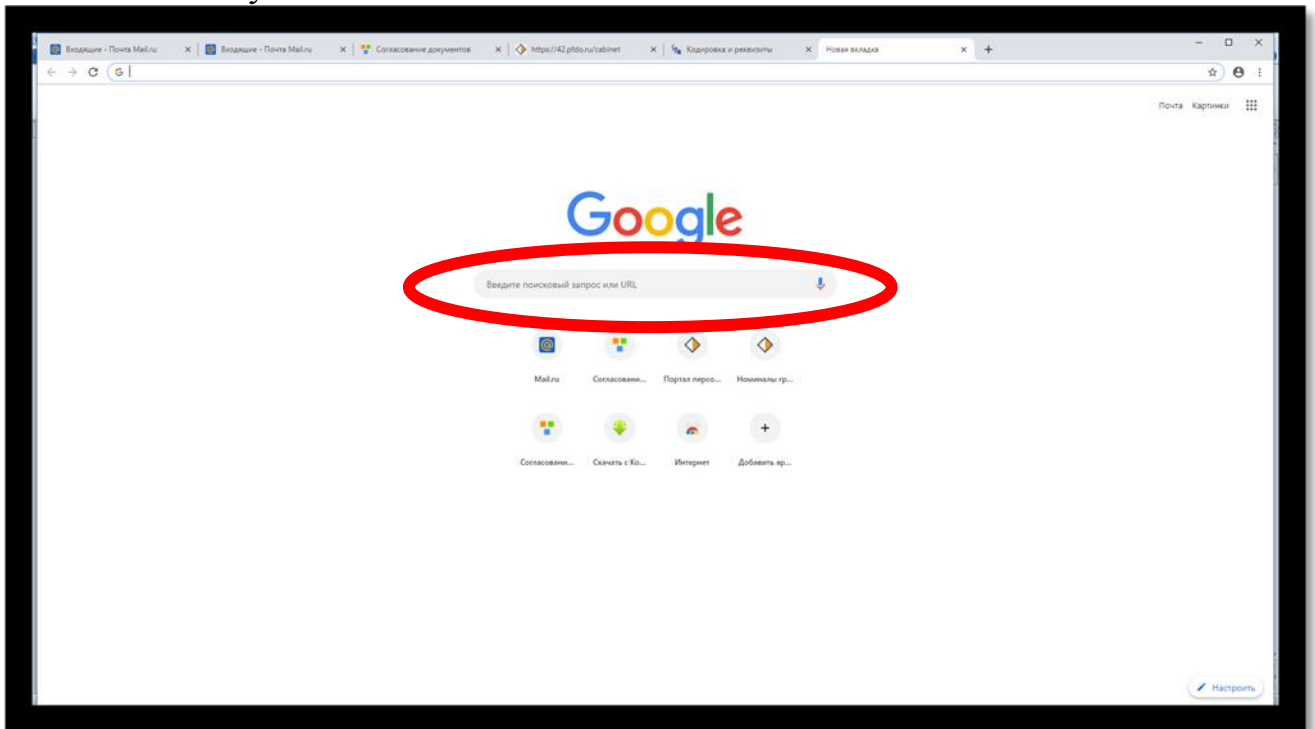 у
Входящие - Почта Mail.ru
Входящие - Почта Mail.ru
Согласование документов
https://42.pfdo.ru/cabinet
Кодировка и реквизиты
Новая вкладка
G
Почта Картинки
Google
Введите поисковый запрос или URL
Mail.ru Согласовани... Портал персо... Номиналы гр...
Согласовани... Скачать с Ко... Интернет Добавить яр...
Настроить